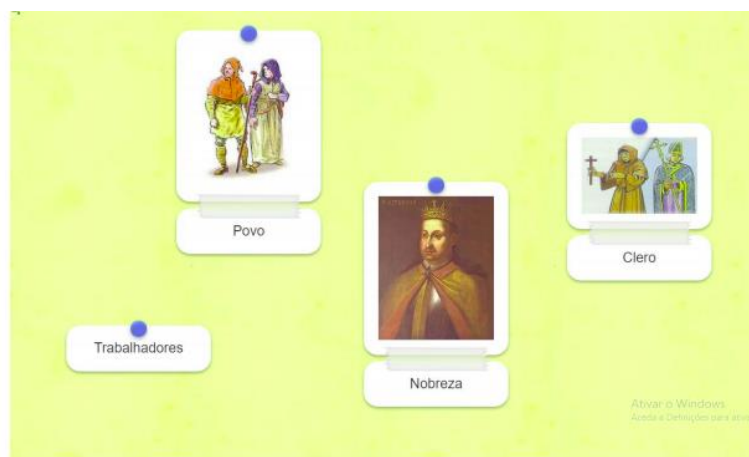 Povo
Clero
Trabalhadores
Nobreza
Ativar o Windows